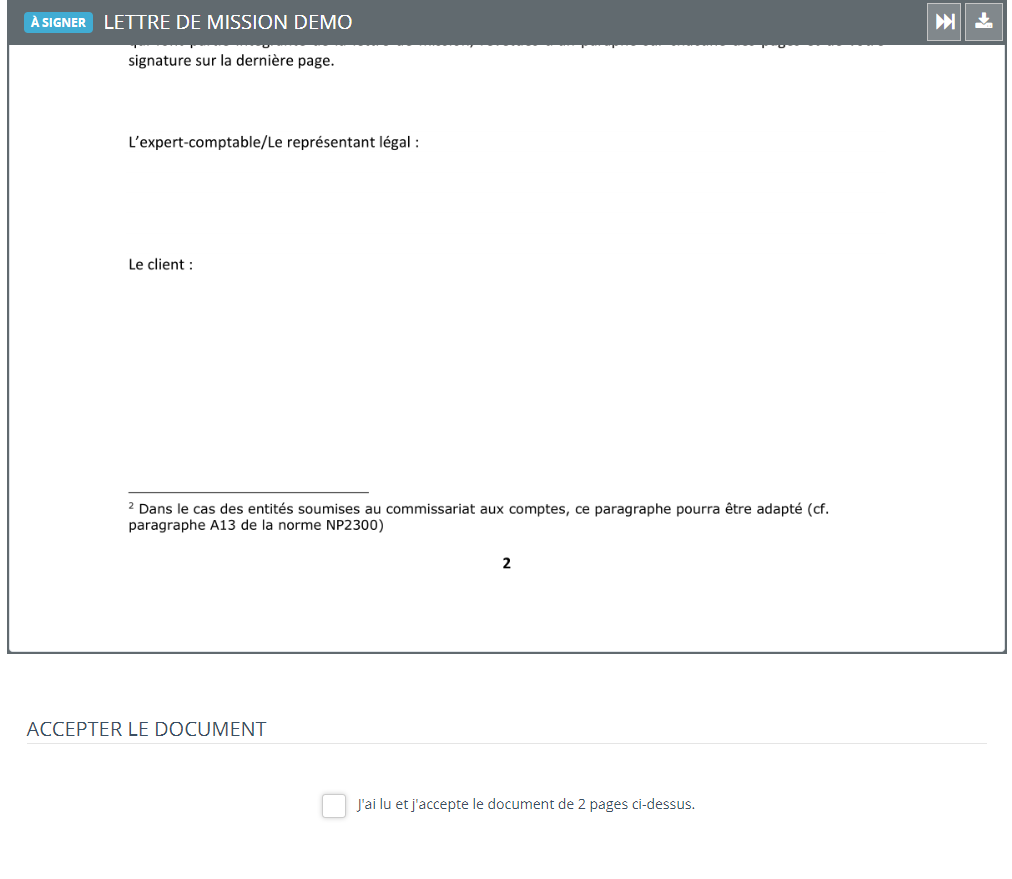 À SIGNER LETTRE DE MISSION DEMO
signature sur la dernière page.
L'expert-comptable/Le représentant légal :
Le client :
² Dans le cas des entités soumises au commissariat aux comptes, ce paragraphe pourra être adapté (cf.
paragraphe A13 de la norme NP2300)
2
ACCEPTER LE DOCUMENT
J'ai lu et j'accepte le document de 2 pages ci-dessus.